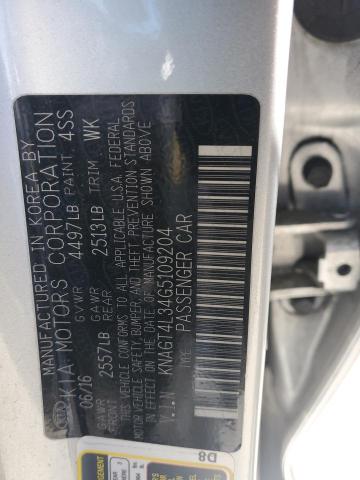 MANUFACTURED IN KOREA BY
KIA MOTORS CORPORATION
06/16 GVWR 4497LB PAINT 4SS
GAWR FRONT 2557LB GAWR REAR 2513LB TRIM WK
THIS VEHICLE CONFORMS TO ALL APPLICABLE U.S.A. FEDERAL
MOTOR VEHICLE SAFETY, BUMPER, AND THEFT PREVENTION STANDARDS
IN EFFECT ON THE DATE OF MANUFACTURE SHOWN ABOVE
V.I.N KNAGT4L34G5109204
TYPE: PASSENGER CAR
D8